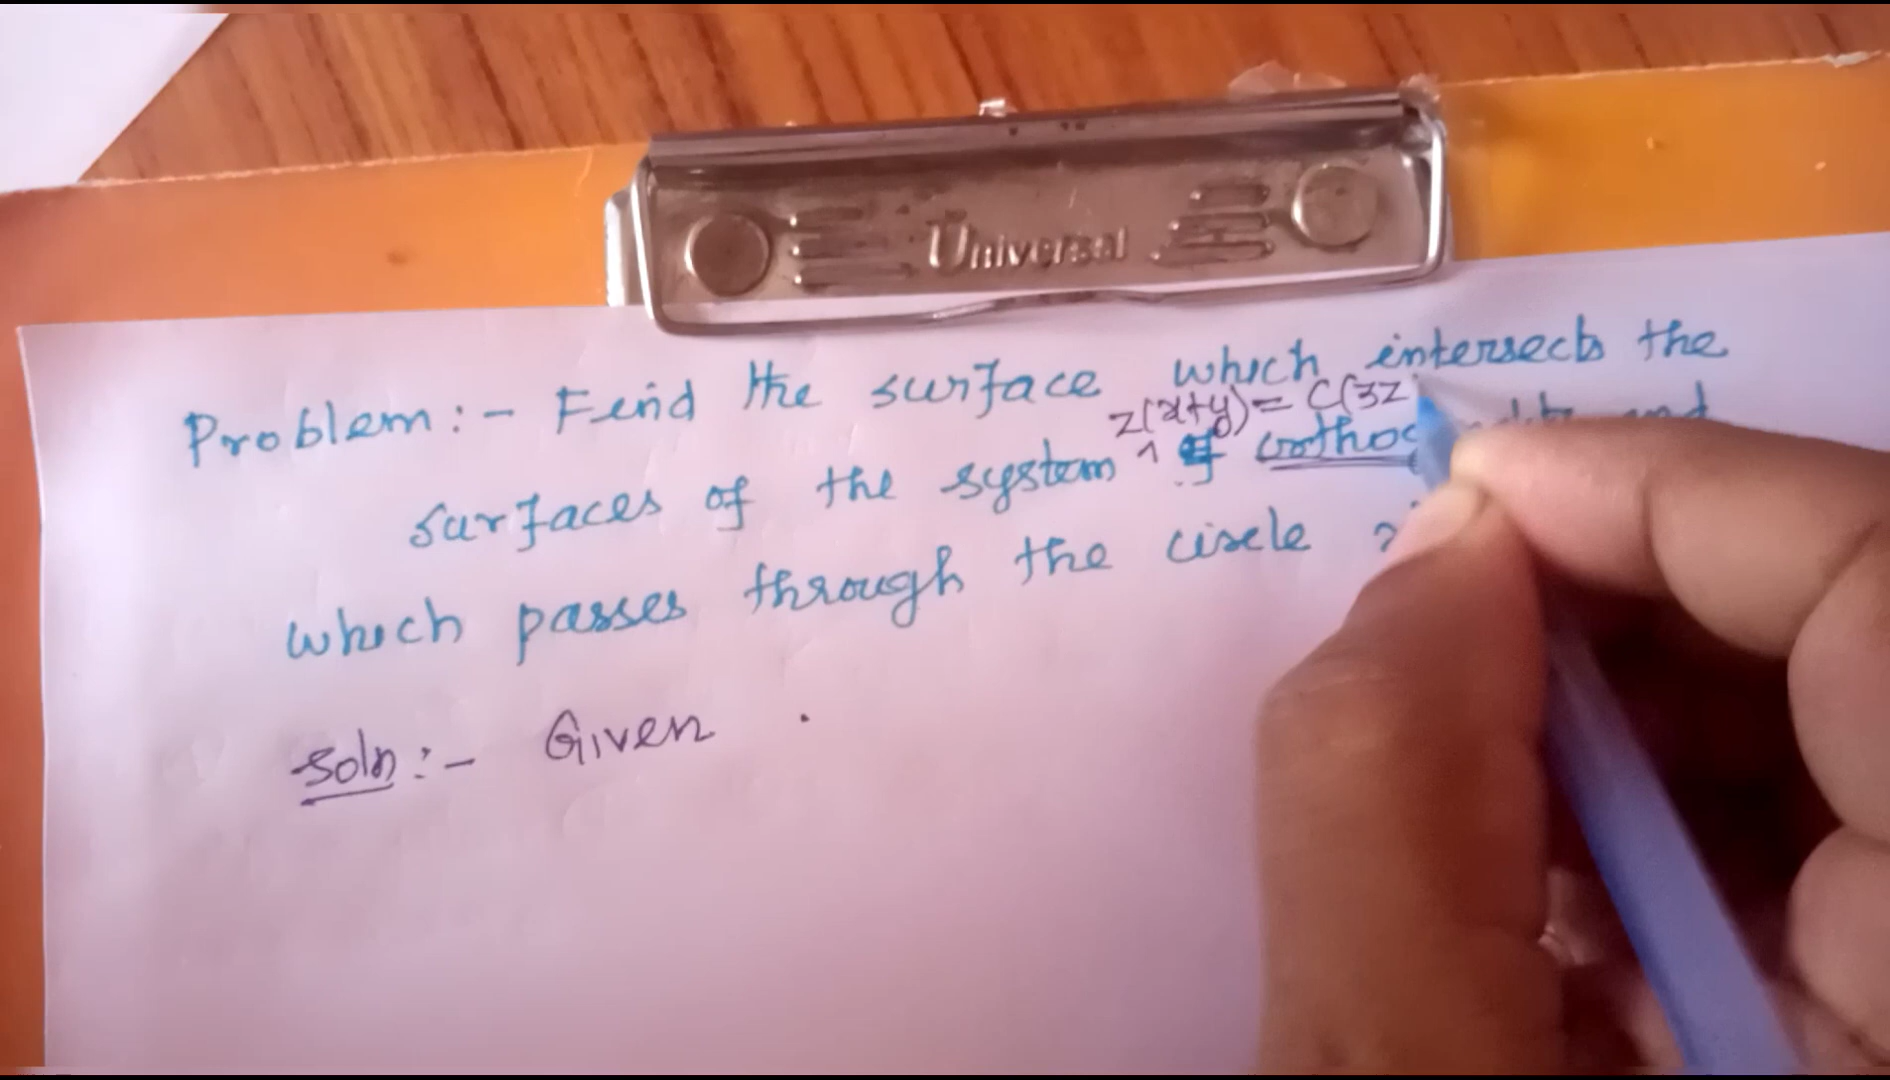 Universal
Problem:- Find the surface which intersects the
z(x+y)= C(3z
surfaces of the system ^ and
which passes through the circle
Soln:- Given .